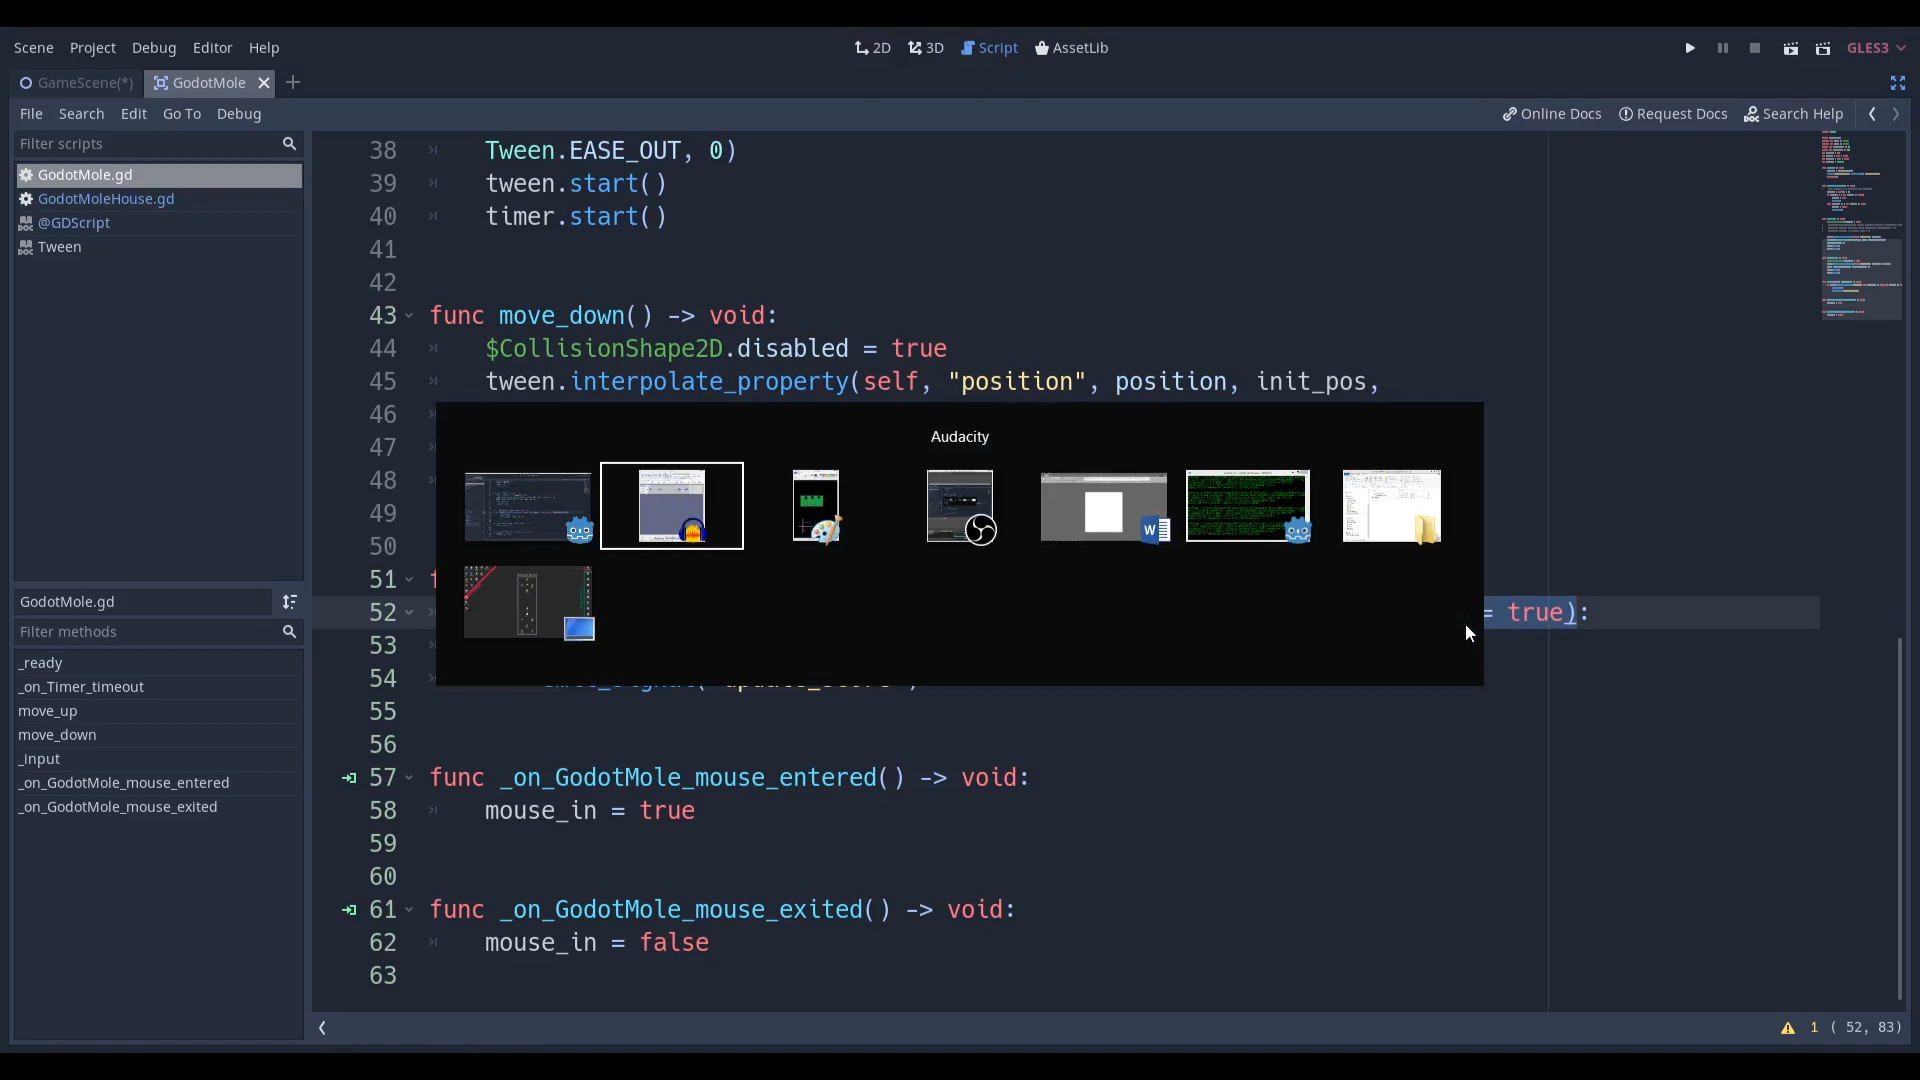 Scene Project Debug Editor Help 2D 3D Script AssetLib GLES3
GameScene(*) GodotMole
File Search Edit Go To Debug Online Docs Request Docs Search Help
Filter scripts
GodotMole.gd
GodotMoleHouse.gd
@GDScript
Tween
GodotMole.gd
Filter methods
_ready
_on_Timer_timeout
move_up
move_down
_input
_on_GodotMole_mouse_entered
_on_GodotMole_mouse_exited
38 Tween.EASE_OUT, 0)
39 tween.start()
40 timer.start()
41
42
43 func move_down() -> void:
44 $CollisionShape2D.disabled = true
45 tween.interpolate_property(self, "position", position, init_pos,
46
47
48
49
50
51
52 = true):
53
54
55
56
57 func _on_GodotMole_mouse_entered() -> void:
58 mouse_in = true
59
60
61 func _on_GodotMole_mouse_exited() -> void:
62 mouse_in = false
63
Audacity
1 ( 52, 83)